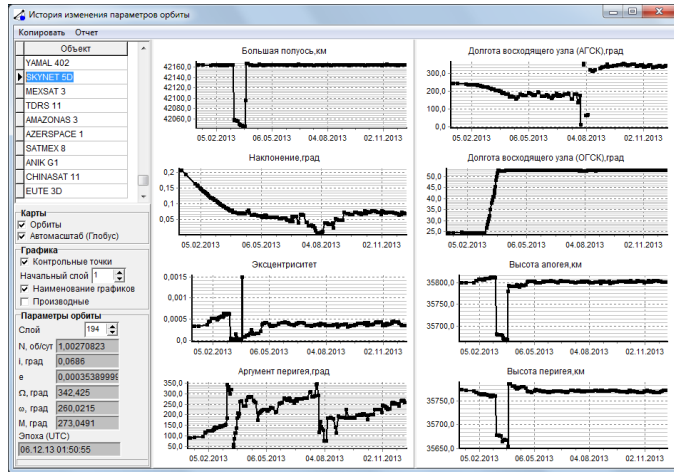 История изменения параметров орбиты
Копировать Отчет
Объект
YAMAL 402
SKYNET 5D
MEXSAT 3
TDRS 11
AMAZONAS 3
AZERSPACE 1
SATMEX 8
ANIK G1
CHINASAT 11
EUTE 3D
Карты
Орбиты
Автомасштаб (Глобус)
Графика
Контрольные точки
Начальный слой 1
Наименование графиков
Производные
Параметры орбиты
Слой 194
N, об/сут 1,00270823
i, град 0,0686
e 0,00035389999
Ω, град 342,425
ω, град 260,0215
M, град 273,0491
Эпоха (UTC)
06.12.13 01:50:55
Большая полуось,км
42160,0
42140,0
42120,0
42100,0
42080,0
42060,0
05.02.2013 06.05.2013 04.08.2013 02.11.2013
Наклонение,град
0,2
0,15
0,1
0,05
05.02.2013 06.05.2013 04.08.2013 02.11.2013
Эксцентриситет
0,0015
0,001
0,0005
0,0
05.02.2013 06.05.2013 04.08.2013 02.11.2013
Аргумент перигея,град
350,0
300,0
250,0
200,0
150,0
100,0
50,0
05.02.2013 06.05.2013 04.08.2013 02.11.2013
Долгота восходящего узла (АГСК),град
300,0
200,0
100,0
0,0
05.02.2013 06.05.2013 04.08.2013 02.11.2013
Долгота восходящего узла (ОГСК),град
50,0
45,0
40,0
35,0
30,0
25,0
05.02.2013 06.05.2013 04.08.2013 02.11.2013
Высота апогея,км
35800,0
35750,0
35700,0
05.02.2013 06.05.2013 04.08.2013 02.11.2013
Высота перигея,км
35750,0
35700,0
35650,0
05.02.2013 06.05.2013 04.08.2013 02.11.2013